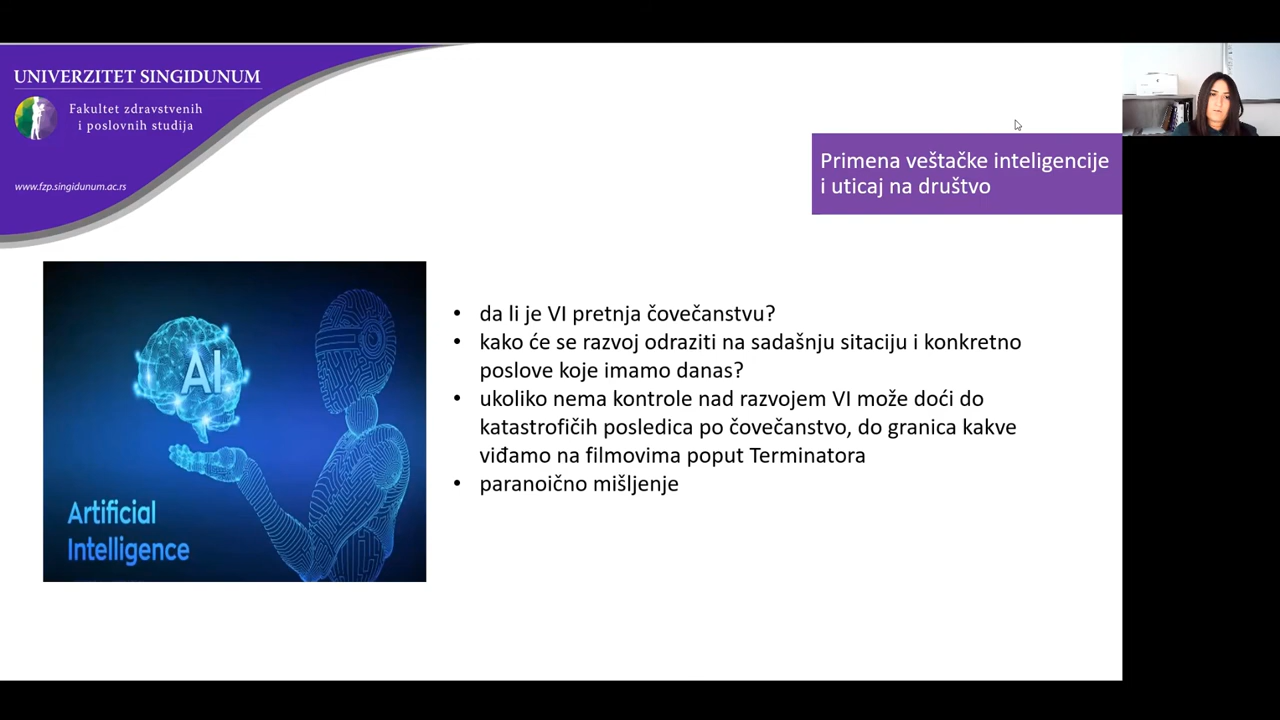 UNIVERZITET SINGIDUNUM
Fakultet zdravstvenih
i poslovnih studija
www.fzp.singidunum.ac.rs
Primena veštačke inteligencije
i uticaj na društvo
AI
Artificial
Intelligence
• da li je VI pretnja čovečanstvu?
• kako će se razvoj odraziti na sadašnju sitaciju i konkretno
poslove koje imamo danas?
• ukoliko nema kontrole nad razvojem VI može doći do
katastrofičih posledica po čovečanstvo, do granica kakve
viđamo na filmovima poput Terminatora
• paranoično mišljenje